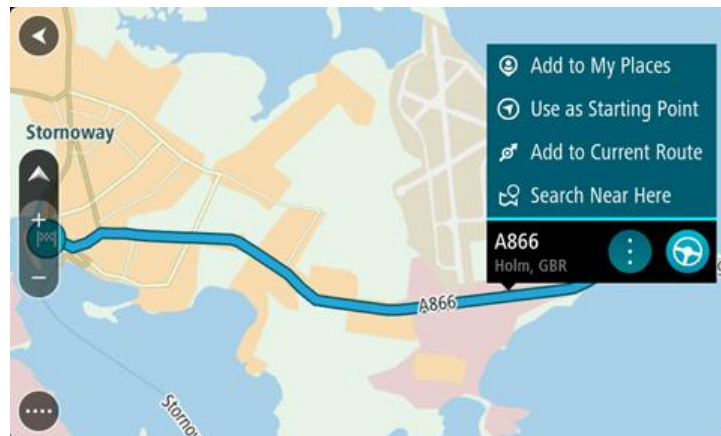 Add to My Places
Use as Starting Point
Add to Current Route
Search Near Here
A866
Holm, GBR
Stornoway
A866
Storno